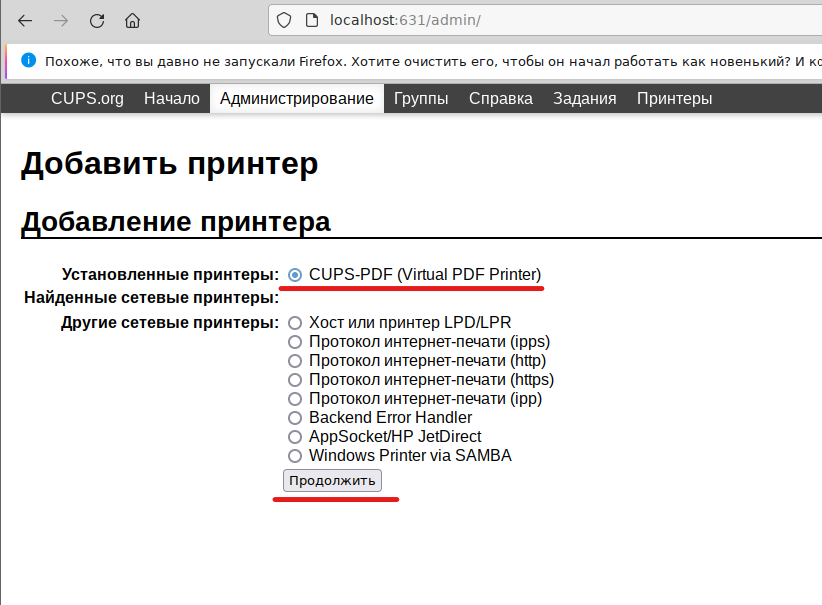 localhost:631/admin/
Похоже, что вы давно не запускали Firefox. Хотите очистить его, чтобы он начал работать как новенький? И ко
CUPS.org Начало Администрирование Группы Справка Задания Принтеры
Добавить принтер
Добавление принтера
Установленные принтеры: CUPS-PDF (Virtual PDF Printer)
Найденные сетевые принтеры:
Другие сетевые принтеры: Хост или принтер LPD/LPR
Протокол интернет-печати (ipps)
Протокол интернет-печати (http)
Протокол интернет-печати (https)
Протокол интернет-печати (ipp)
Backend Error Handler
AppSocket/HP JetDirect
Windows Printer via SAMBA
Продолжить